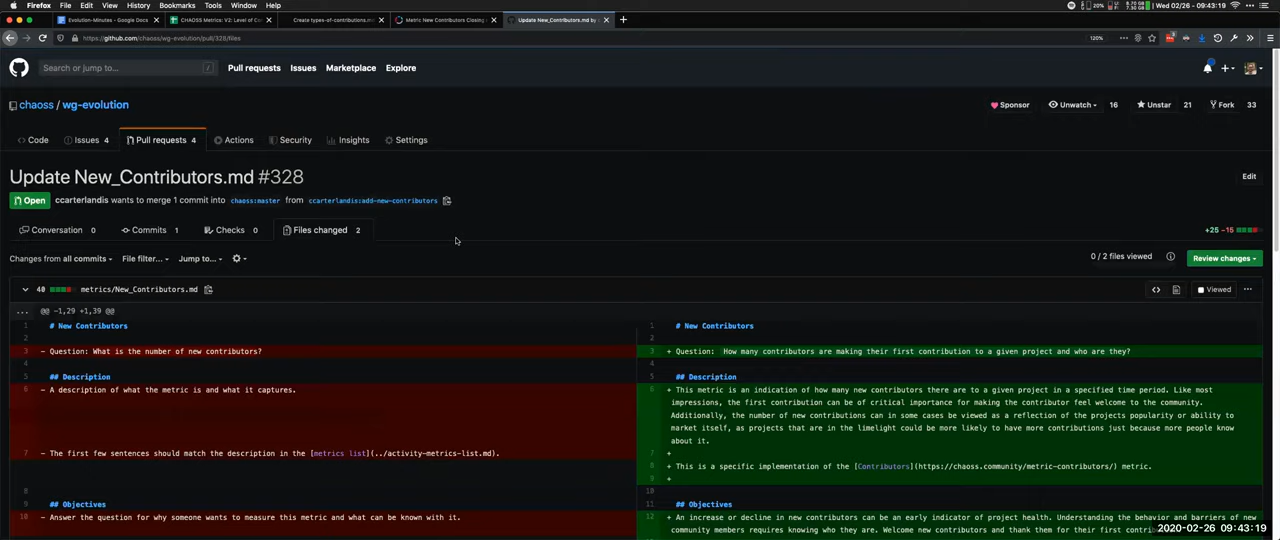 Firefox File Edit View History Bookmarks Tools Window Help
20% 8.70 GB 7.30 GB Wed 02/26 09:43:19
Evolution-Minutes - Google Docs
CHAOSS Metrics: V2: Level of Co
Create types-of-contributions.md
Metric New Contributors Closing
Update New_Contributors.md by
https://github.com/chaoss/wg-evolution/pull/328/files
120%
Search or jump to... /
Pull requests Issues Marketplace Explore
chaoss / wg-evolution
Sponsor Unwatch 16 Unstar 21 Fork 33
Code Issues 4 Pull requests 4 Actions Security Insights Settings
Update New_Contributors.md #328
Edit
Open ccarterlandis wants to merge 1 commit into chaoss:master from ccarterlandis:add-new-contributors
Conversation 0 Commits 1 Checks 0 Files changed 2
+25 −15
Changes from all commits File filter... Jump to...
0 / 2 files viewed Review changes
40 metrics/New_Contributors.md
Viewed
... @@ -1,29 +1,39 @@
1 # New Contributors
1 # New Contributors
2
2
3 - Question: What is the number of new contributors?
3 + Question: How many contributors are making their first contribution to a given project and who are they?
4
4
5 ## Description
5 ## Description
6 - A description of what the metric is and what it captures.
6 + This metric is an indication of how many new contributors there are to a given project in a specified time period. Like most
impressions, the first contribution can be of critical importance for making the contributor feel welcome to the community.
Additionally, the number of new contributions can in some cases be viewed as a reflection of the projects popularity or ability to
market itself, as projects that are in the limelight could be more likely to have more contributions just because more people know
about it.
7 - The first few sentences should match the description in the [metrics list](../activity-metrics-list.md).
7 +
8 + This is a specific implementation of the [Contributors](https://chaoss.community/metric-contributors/) metric.
9 +
8
10
9 ## Objectives
11 ## Objectives
10 - Answer the question for why someone wants to measure this metric and what can be known with it.
12 + An increase or decline in new contributors can be an early indicator of project health. Understanding the behavior and barriers of new
community members requires knowing who they are. Welcome new contributors and thank them for their first
2020-02-26 09:43:19